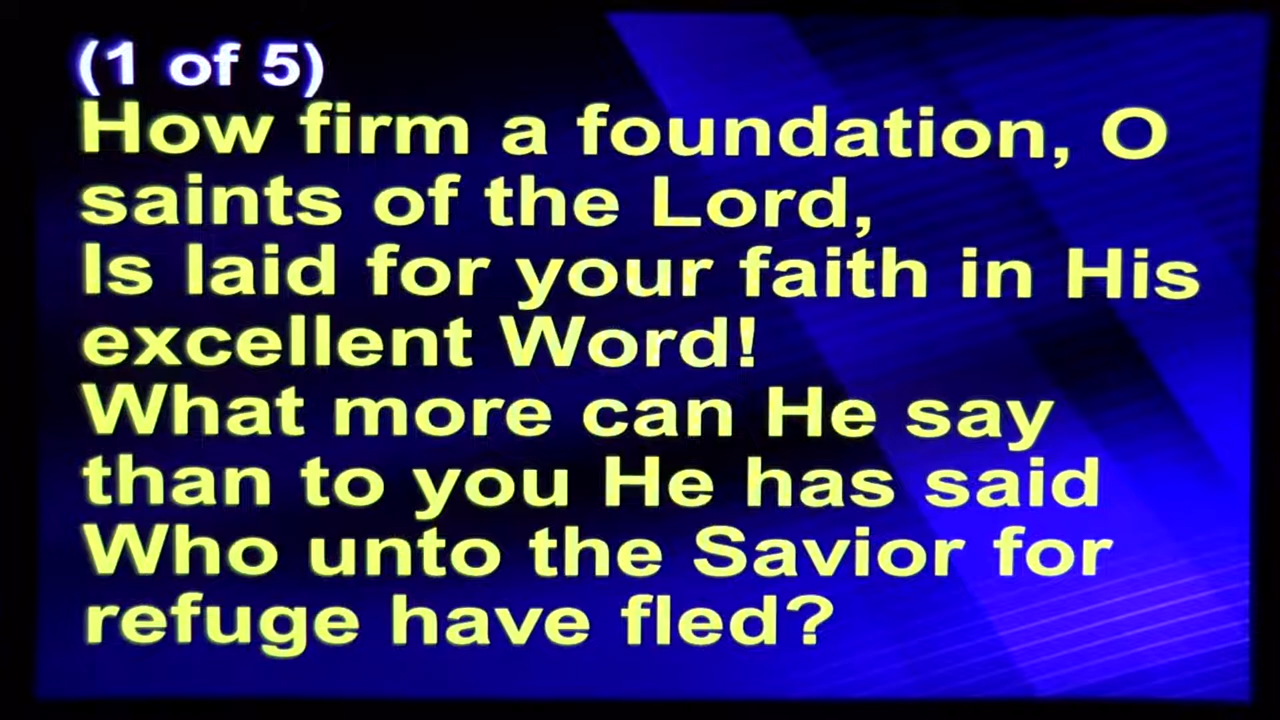 (1 of 5)
How firm a foundation, O
saints of the Lord,
Is laid for your faith in His
excellent Word!
What more can He say
than to you He has said
Who unto the Savior for
refuge have fled?